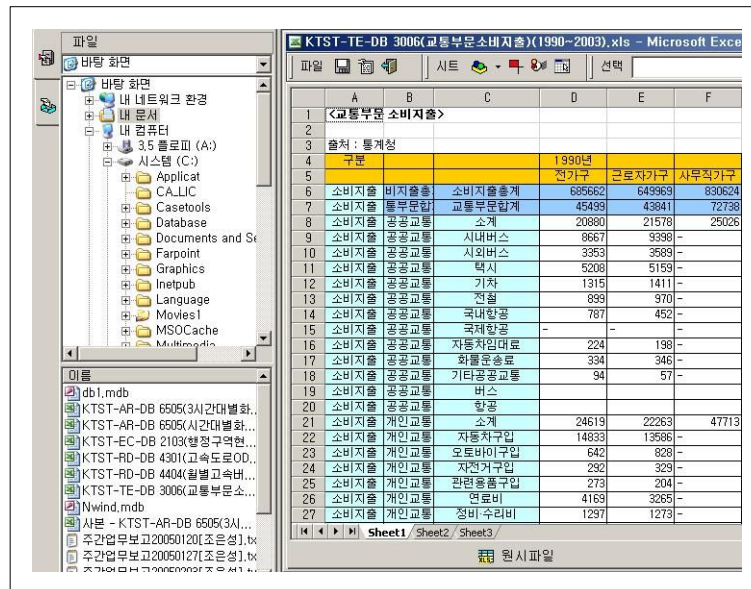 파일
바탕 화면
바탕 화면
내 네트워크 환경
내 문서
내 컴퓨터
3,5 플로피 (A:)
시스템 (C:)
Applicat
CA_LIC
Casetools
Database
Documents and Se
Farpoint
Graphics
Inetpub
Language
Movies1
MSOCache
Multimedia
이름
db1,mdb
KTST-AR-DB 6505(3시간대별화..
KTST-AR-DB 6505(시간대별화...
KTST-EC-DB 2103(행정구역현...
KTST-RD-DB 4301(고속도로OD,
KTST-RD-DB 4404(월별고속버...
KTST-TE-DB 3006(교통부문소...
Nwind,mdb
사본 - KTST-AR-DB 6505(3시...
주간업무보고20050120[조은성],tx
주간업무보고20050127[조은성],tx
주간업무보고20050203[조은성],tx
KTST-TE-DB 3006(교통부문소비지출)(1990~2003).xls - Microsoft Exce
파일 시트 선택
A B C D E F
1 <교통부문 소비지출>
2
3 출처 : 통계청
4 구분 1990년
5 전가구 근로자가구 사무직가구
6 소비지출 비지출총 소비지출총계 685662 649969 830624
7 소비지출 통부문합 교통부문합계 45499 43841 72738
8 소비지출 공공교통 소계 20880 21578 25026
9 소비지출 공공교통 시내버스 8667 9398 -
10 소비지출 공공교통 시외버스 3353 3589 -
11 소비지출 공공교통 택시 5208 5159 -
12 소비지출 공공교통 기차 1315 1411 -
13 소비지출 공공교통 전철 899 970 -
14 소비지출 공공교통 국내항공 787 452 -
15 소비지출 공공교통 국제항공 - - -
16 소비지출 공공교통 자동차임대료 224 198 -
17 소비지출 공공교통 화물운송료 334 346 -
18 소비지출 공공교통 기타공공교통 94 57 -
19 소비지출 공공교통 버스
20 소비지출 공공교통 항공
21 소비지출 개인교통 소계 24619 22263 47713
22 소비지출 개인교통 자동차구입 14833 13586 -
23 소비지출 개인교통 오토바이구입 642 828 -
24 소비지출 개인교통 자전거구입 292 329 -
25 소비지출 개인교통 관련용품구입 273 204 -
26 소비지출 개인교통 연료비 4169 3265 -
27 소비지출 개인교통 정비·수리비 1297 1273 -
Sheet1 / Sheet2 / Sheet3 /
원시파일